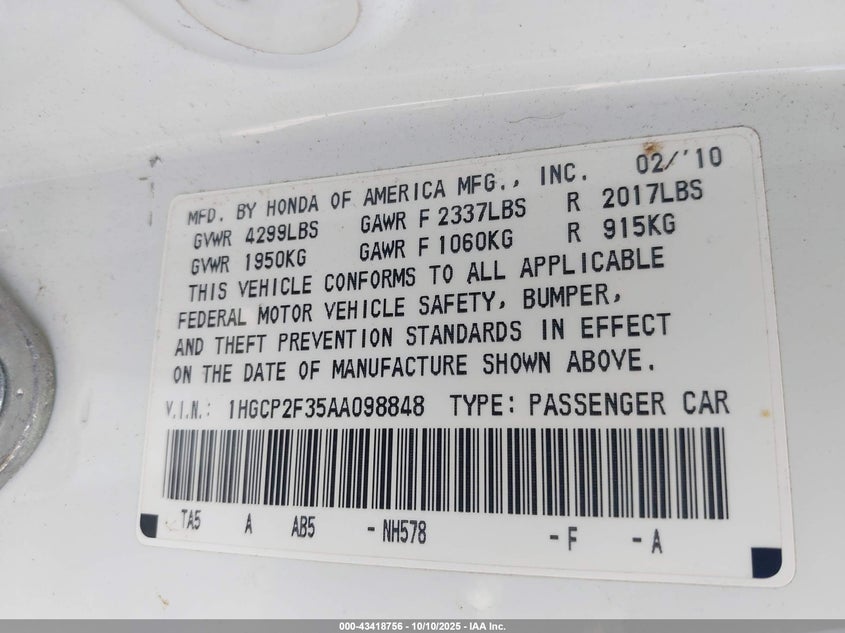 MFD. BY HONDA OF AMERICA MFG., INC. 02/'10
GVWR 4299LBS GAWR F 2337LBS R 2017LBS
GVWR 1950KG GAWR F 1060KG R 915KG
THIS VEHICLE CONFORMS TO ALL APPLICABLE
FEDERAL MOTOR VEHICLE SAFETY, BUMPER,
AND THEFT PREVENTION STANDARDS IN EFFECT
ON THE DATE OF MANUFACTURE SHOWN ABOVE.
V.I.N.: 1HGCP2F35AA098848 TYPE: PASSENGER CAR
TA5 A AB5 - NH578 - F - A
000-43418756 - 10/10/2025 - IAA Inc.